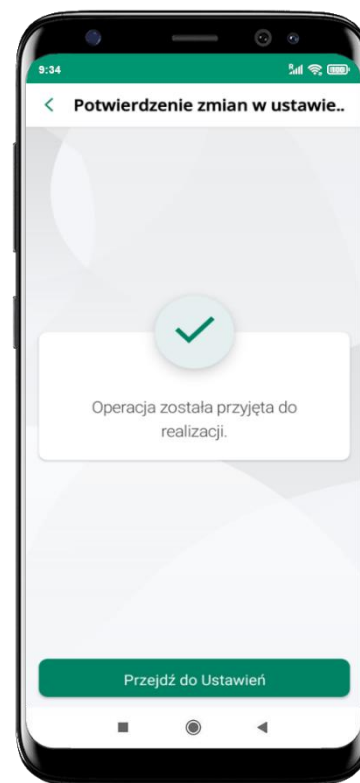 9:34
Potwierdzenie zmian w ustawie..
Operacja została przyjęta do
realizacji.
Przejdź do Ustawień